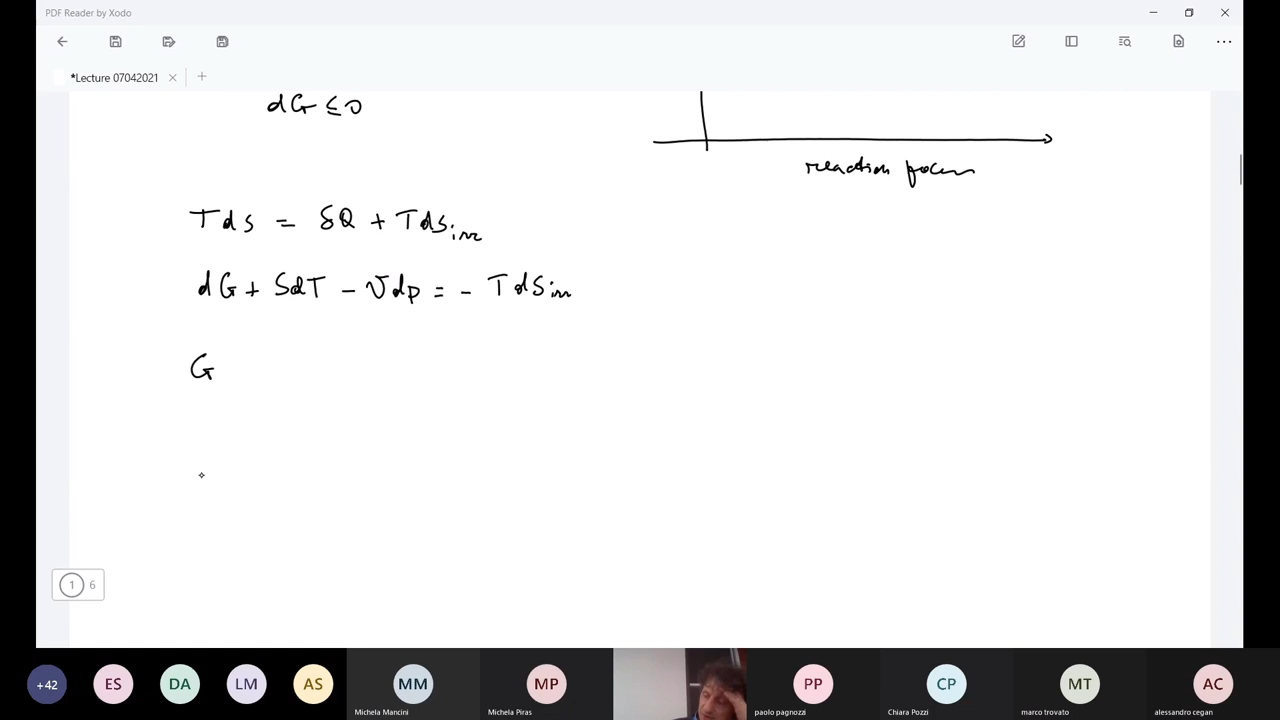 PDF Reader by Xodo
*Lecture 07042021
dG ≤ 0
reaction
TdS = δQ + TdS_irr
dG + SdT - Vdp = - TdS_irr
G
1 6
+42 ES DA LM AS MM MP PP CP MT AC
Michela Mancini Michela Piras paolo pagnozzi Chiara Pozzi marco trovato alessandro cegan